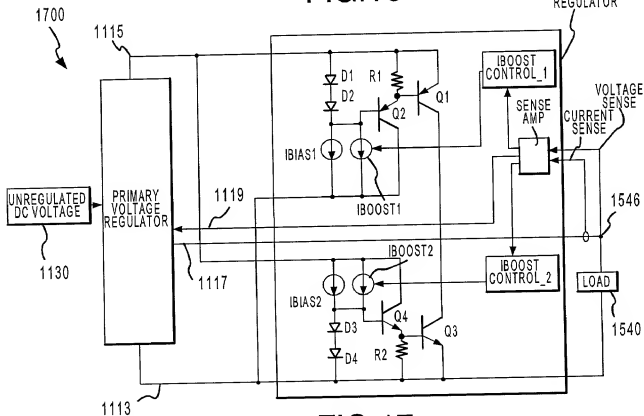 REGULATOR
1700
1115
D1
D2
R1
Q1
Q2
IBOOST
CONTROL_1
SENSE
AMP
VOLTAGE
SENSE
CURRENT
SENSE
IBIAS1
IBOOST1
UNREGULATED
DC VOLTAGE
1130
PRIMARY
VOLTAGE
REGULATOR
1119
1117
1546
IBOOST2
IBIAS2
IBOOST
CONTROL_2
LOAD
1540
Q4
Q3
D3
D4
R2
1113